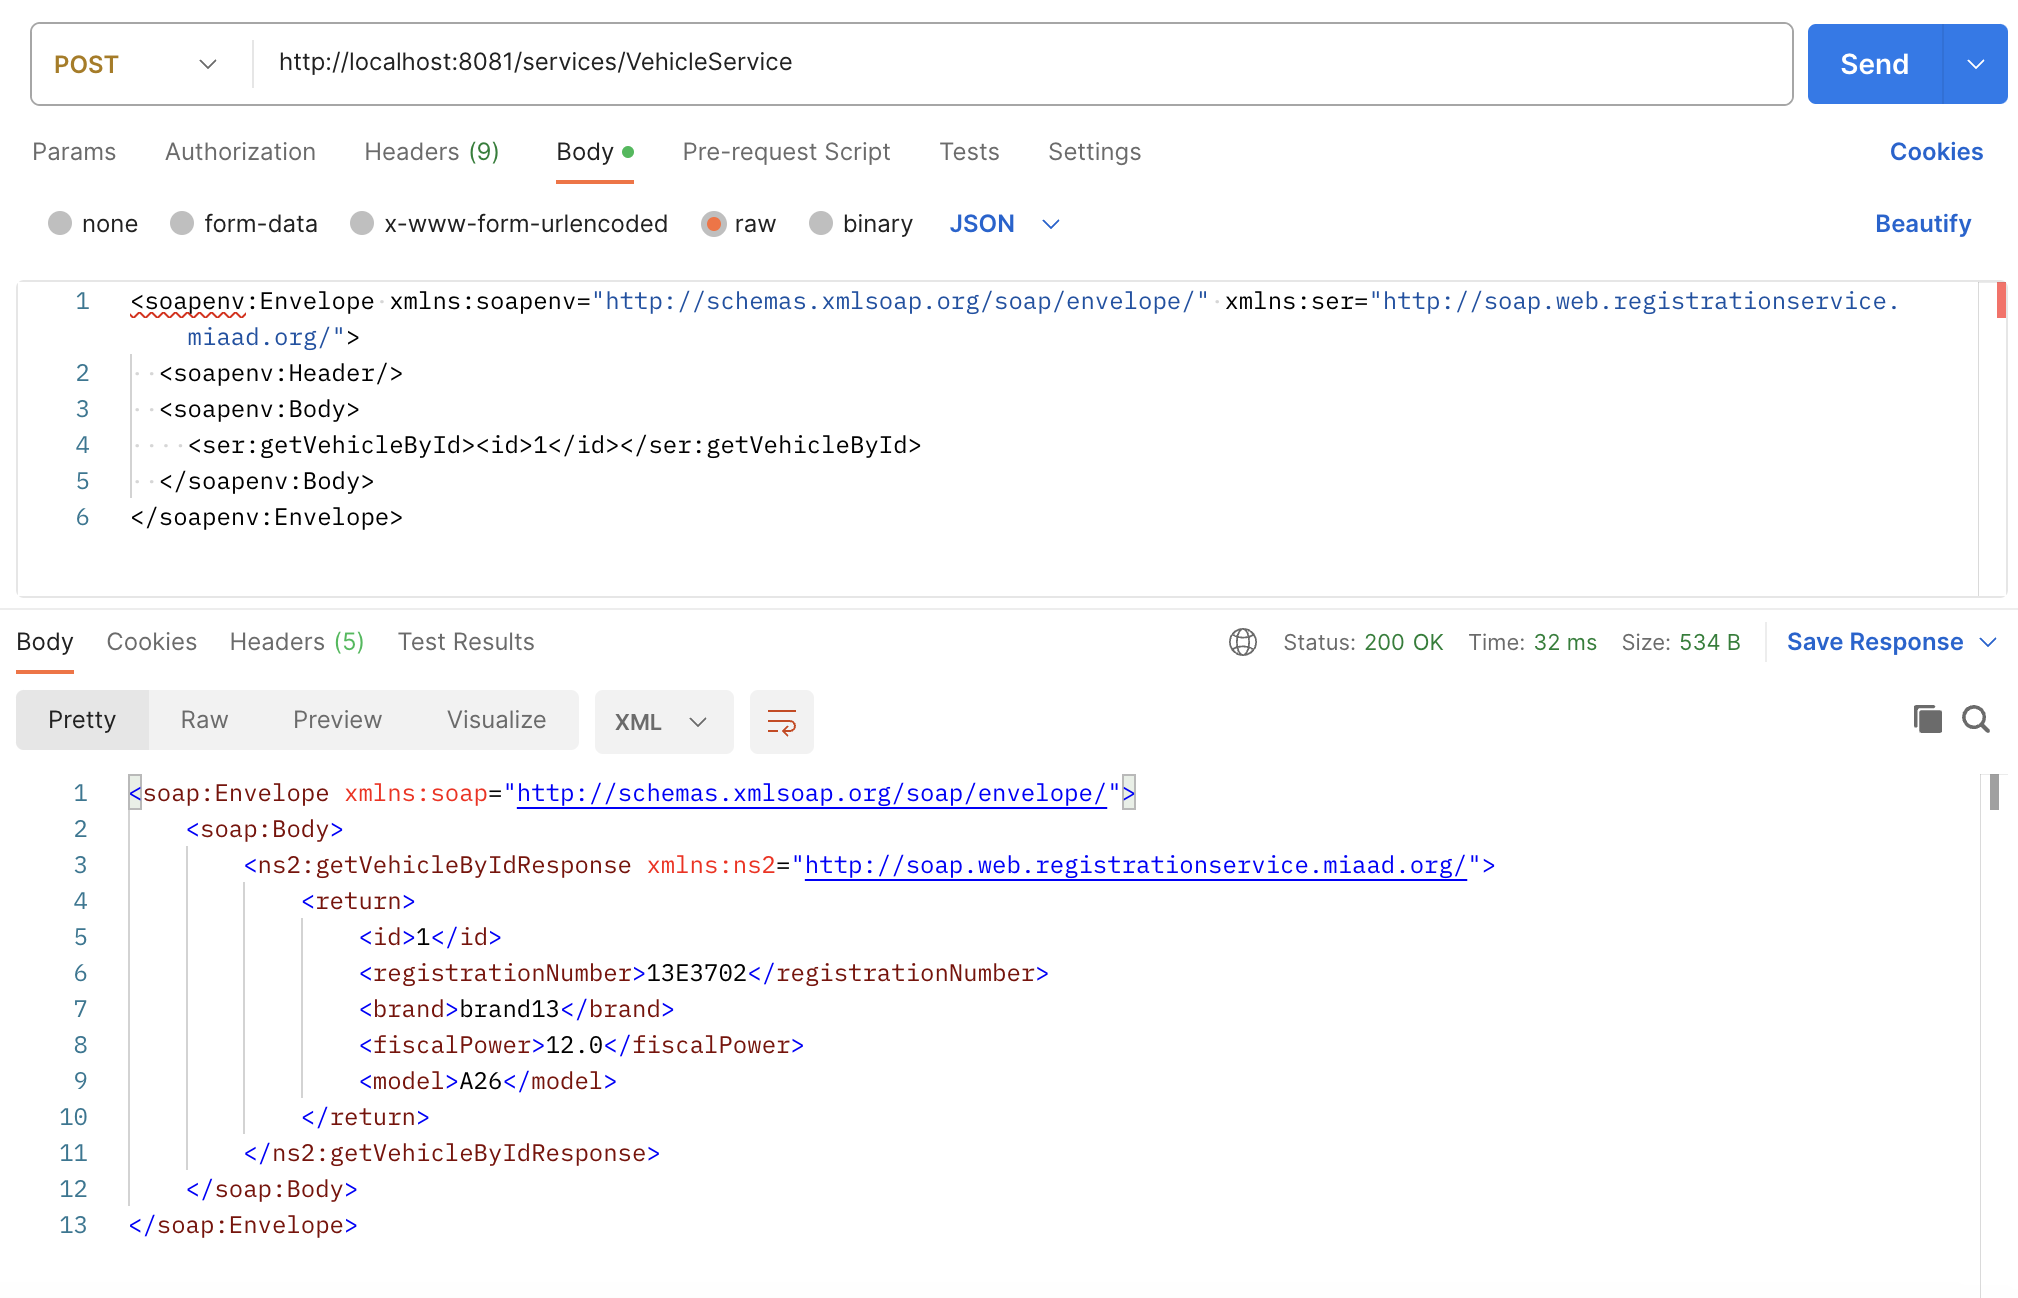 POST http://localhost:8081/services/VehicleService Send
Params Authorization Headers (9) Body Pre-request Script Tests Settings Cookies
none form-data x-www-form-urlencoded raw binary JSON Beautify
1 <soapenv:Envelope xmlns:soapenv="http://schemas.xmlsoap.org/soap/envelope/" xmlns:ser="http://soap.web.registrationservice.
miaad.org/">
2 <soapenv:Header/>
3 <soapenv:Body>
4 <ser:getVehicleById><id>1</id></ser:getVehicleById>
5 </soapenv:Body>
6 </soapenv:Envelope>
Body Cookies Headers (5) Test Results Status: 200 OK Time: 32 ms Size: 534 B Save Response
Pretty Raw Preview Visualize XML
1 <soap:Envelope xmlns:soap="http://schemas.xmlsoap.org/soap/envelope/">
2 <soap:Body>
3 <ns2:getVehicleByIdResponse xmlns:ns2="http://soap.web.registrationservice.miaad.org/">
4 <return>
5 <id>1</id>
6 <registrationNumber>13E3702</registrationNumber>
7 <brand>brand13</brand>
8 <fiscalPower>12.0</fiscalPower>
9 <model>A26</model>
10 </return>
11 </ns2:getVehicleByIdResponse>
12 </soap:Body>
13 </soap:Envelope>